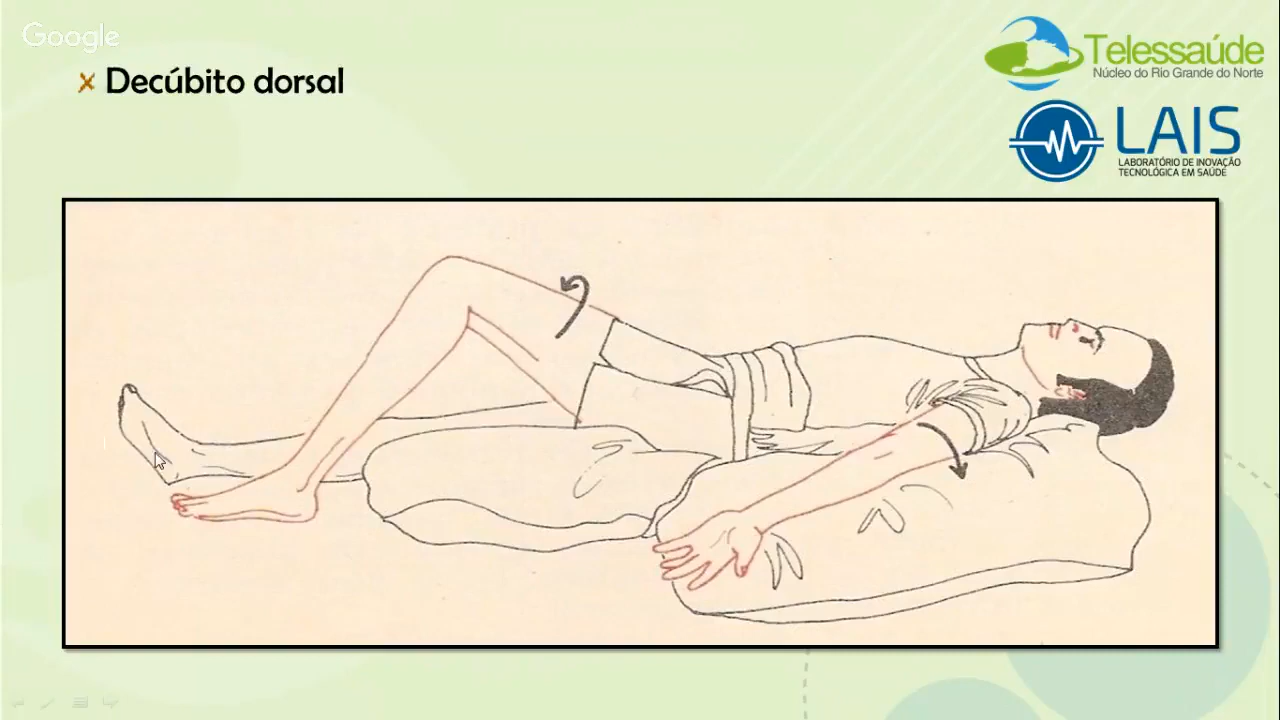 Google
Decúbito dorsal
Telessaúde
Núcleo do Rio Grande do Norte
LAIS
LABORATÓRIO DE INOVAÇÃO
TECNOLÓGICA EM SAÚDE